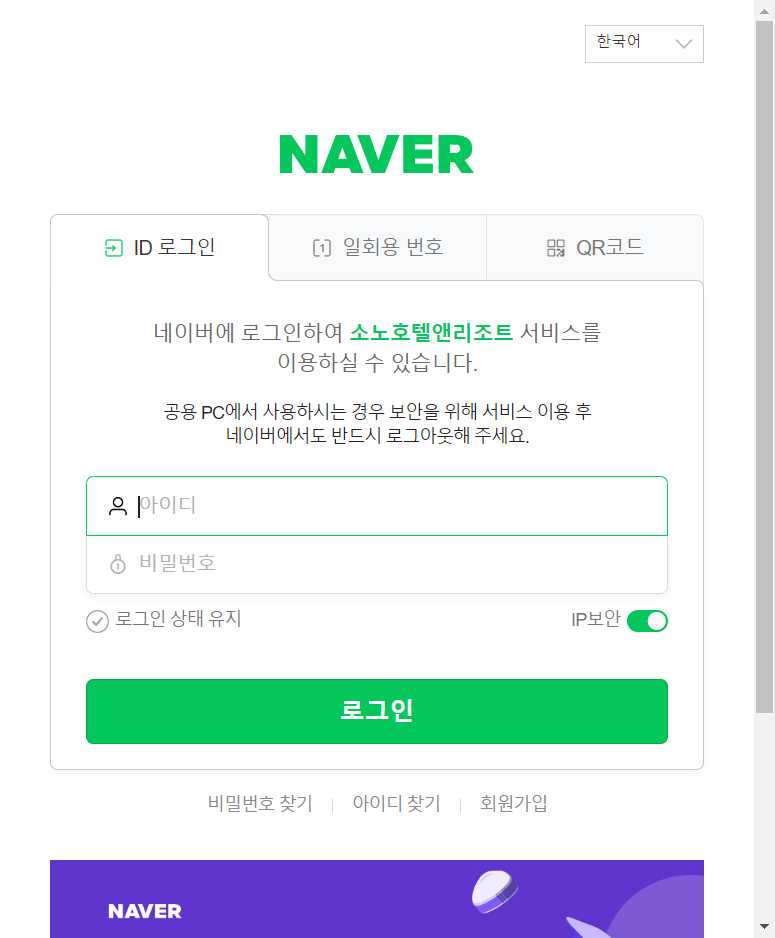 한국어
NAVER
ID 로그인
일회용 번호
QR코드
네이버에 로그인하여 소노호텔앤리조트 서비스를
이용하실 수 있습니다.
공용 PC에서 사용하시는 경우 보안을 위해 서비스 이용 후
네이버에서도 반드시 로그아웃해 주세요.
아이디
비밀번호
로그인 상태 유지
IP보안
로그인
비밀번호 찾기
아이디 찾기
회원가입
NAVER